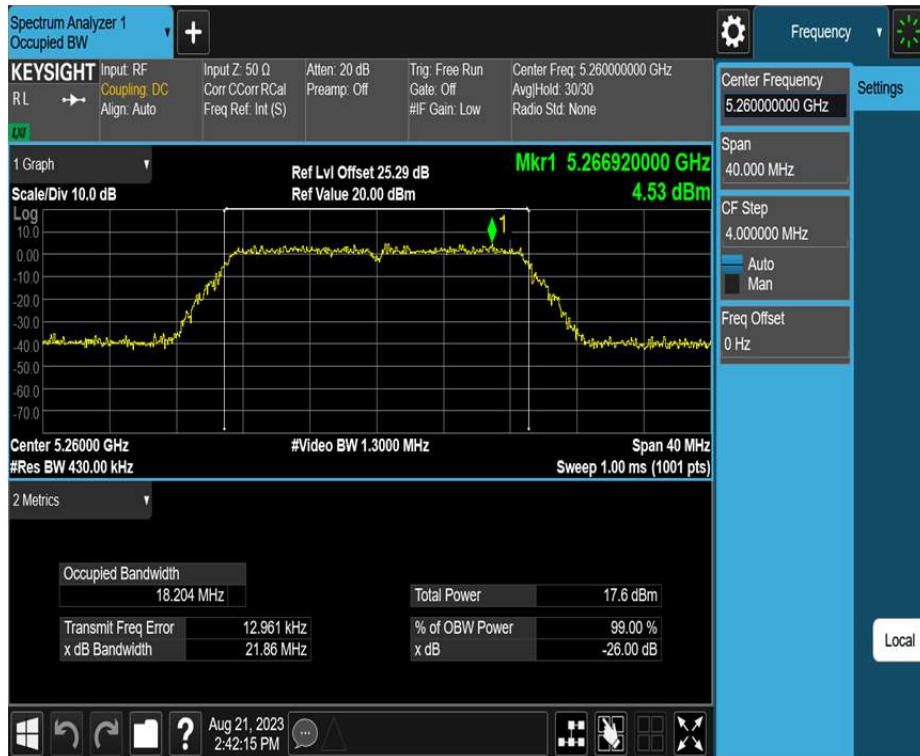 Spectrum Analyzer 1
Occupied BW
+
Frequency
KEYSIGHT
RL
LXI
Input: RF
Coupling: DC
Align: Auto
Input Z: 50 Ω
Corr CCorr RCal
Freq Ref: Int (S)
Atten: 20 dB
Preamp: Off
Trig: Free Run
Gate: Off
#IF Gain: Low
Center Freq: 5.260000000 GHz
Avg|Hold: 30/30
Radio Std: None
Center Frequency
5.260000000 GHz
Settings
Span
40.000 MHz
CF Step
4.000000 MHz
Auto
Man
Freq Offset
0 Hz
Local
1 Graph
Scale/Div 10.0 dB
Ref Lvl Offset 25.29 dB
Ref Value 20.00 dBm
Mkr1 5.266920000 GHz
4.53 dBm
Log
10.0
0.00
-10.0
-20.0
-30.0
-40.0
-50.0
-60.0
-70.0
1
Center 5.26000 GHz
#Res BW 430.00 kHz
#Video BW 1.3000 MHz
Span 40 MHz
Sweep 1.00 ms (1001 pts)
2 Metrics
Occupied Bandwidth
18.204 MHz
Transmit Freq Error 12.961 kHz
x dB Bandwidth 21.86 MHz
Total Power 17.6 dBm
% of OBW Power 99.00 %
x dB -26.00 dB
?
Aug 21, 2023
2:42:15 PM